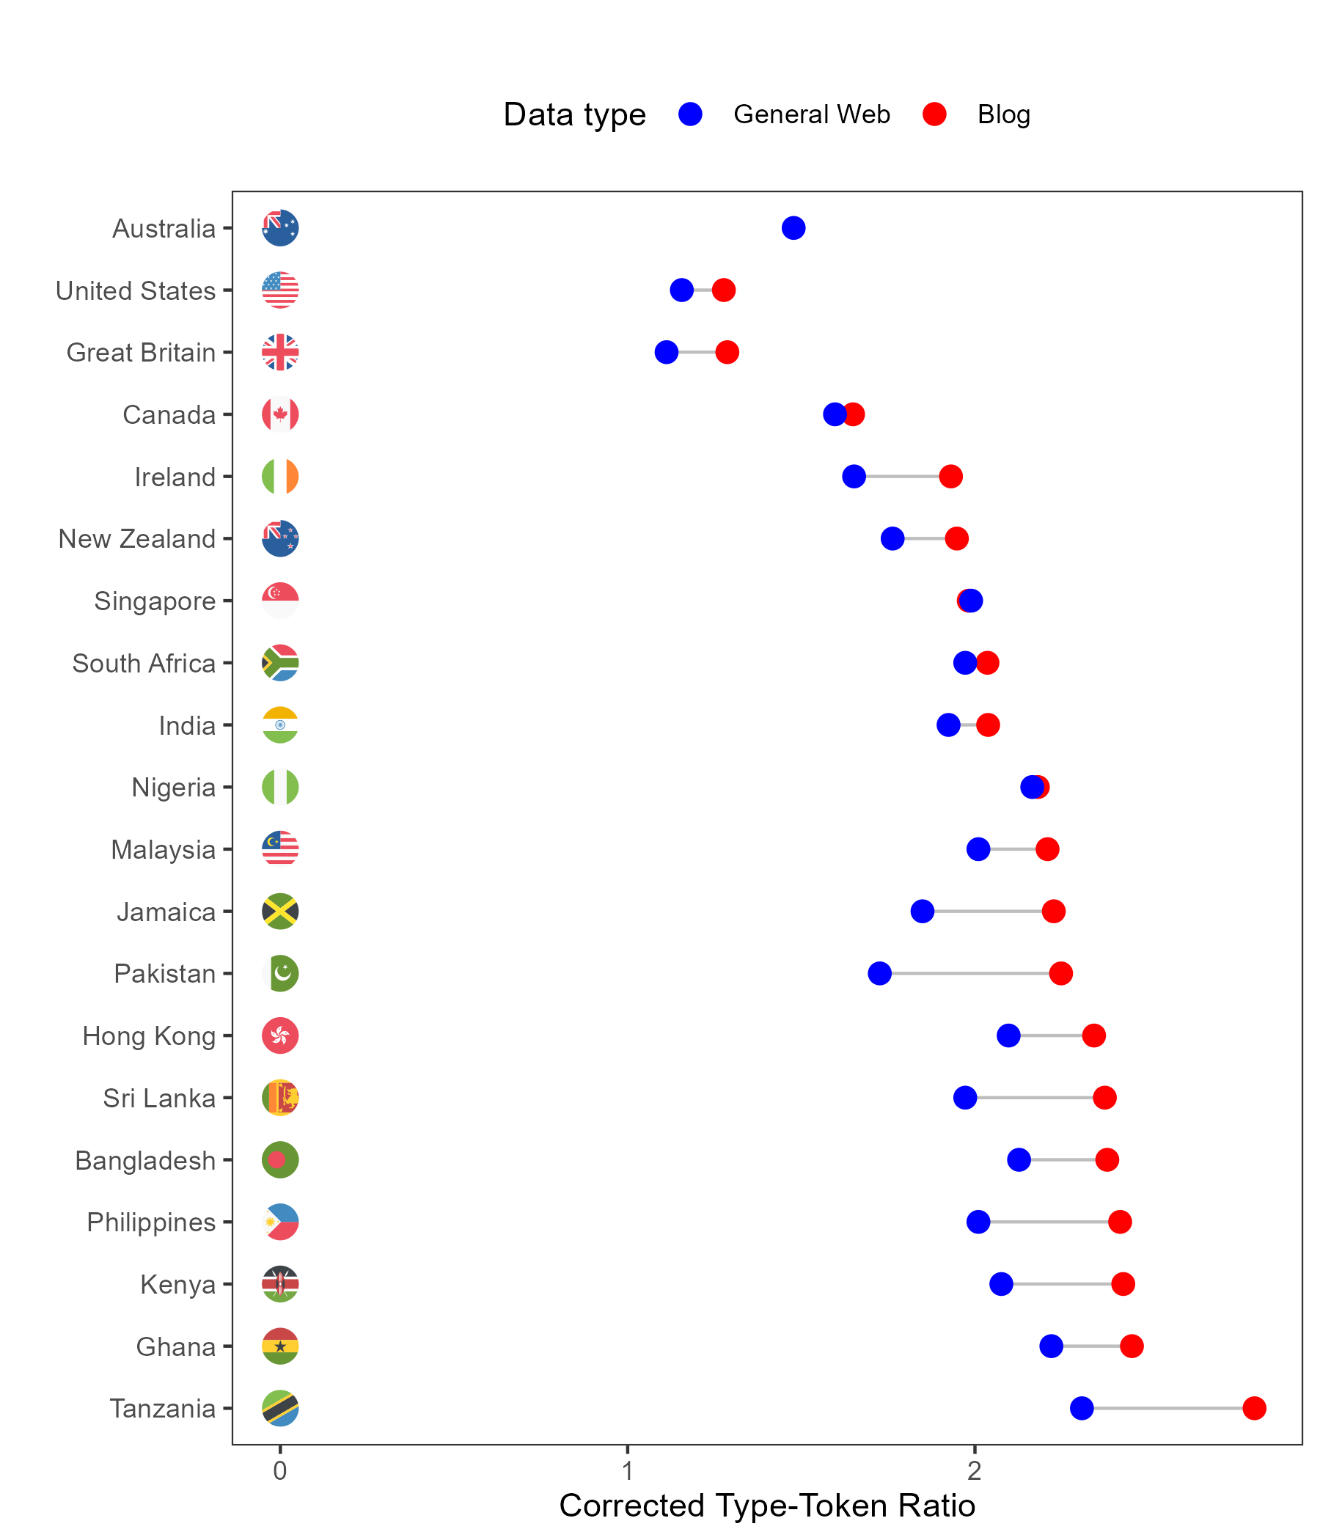 Data type General Web Blog
Australia
United States
Great Britain
Canada
Ireland
New Zealand
Singapore
South Africa
India
Nigeria
Malaysia
Jamaica
Pakistan
Hong Kong
Sri Lanka
Bangladesh
Philippines
Kenya
Ghana
Tanzania
0 1 2
Corrected Type-Token Ratio